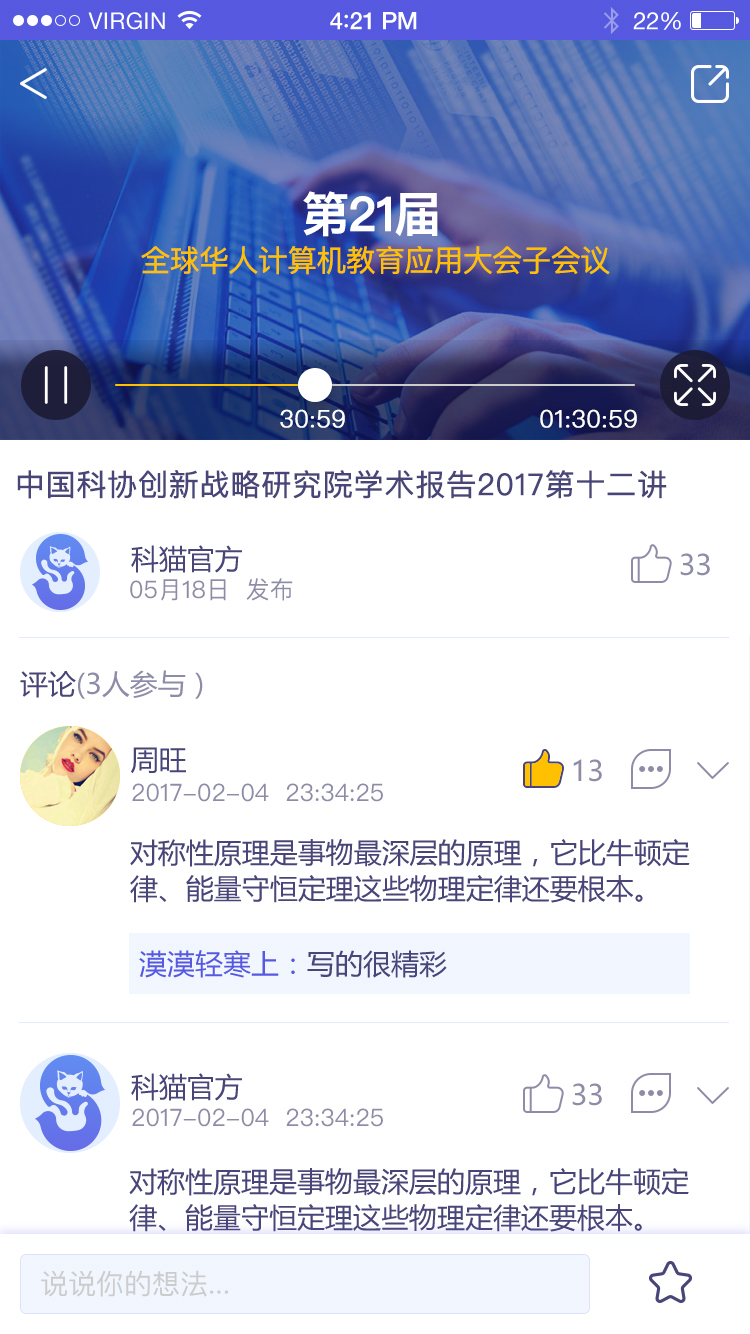 VIRGIN 4:21 PM 22%
第21届
全球华人计算机教育应用大会子会议
30:59 01:30:59
中国科协创新战略研究院学术报告2017第十二讲
科猫官方
33
05月18日 发布
评论(3人参与 )
周旺
13
2017-02-04 23:34:25
对称性原理是事物最深层的原理，它比牛顿定
律、能量守恒定理这些物理定律还要根本。
漠漠轻寒上：写的很精彩
科猫官方
33
2017-02-04 23:34:25
对称性原理是事物最深层的原理，它比牛顿定
律、能量守恒定理这些物理定律还要根本。
说说你的想法...